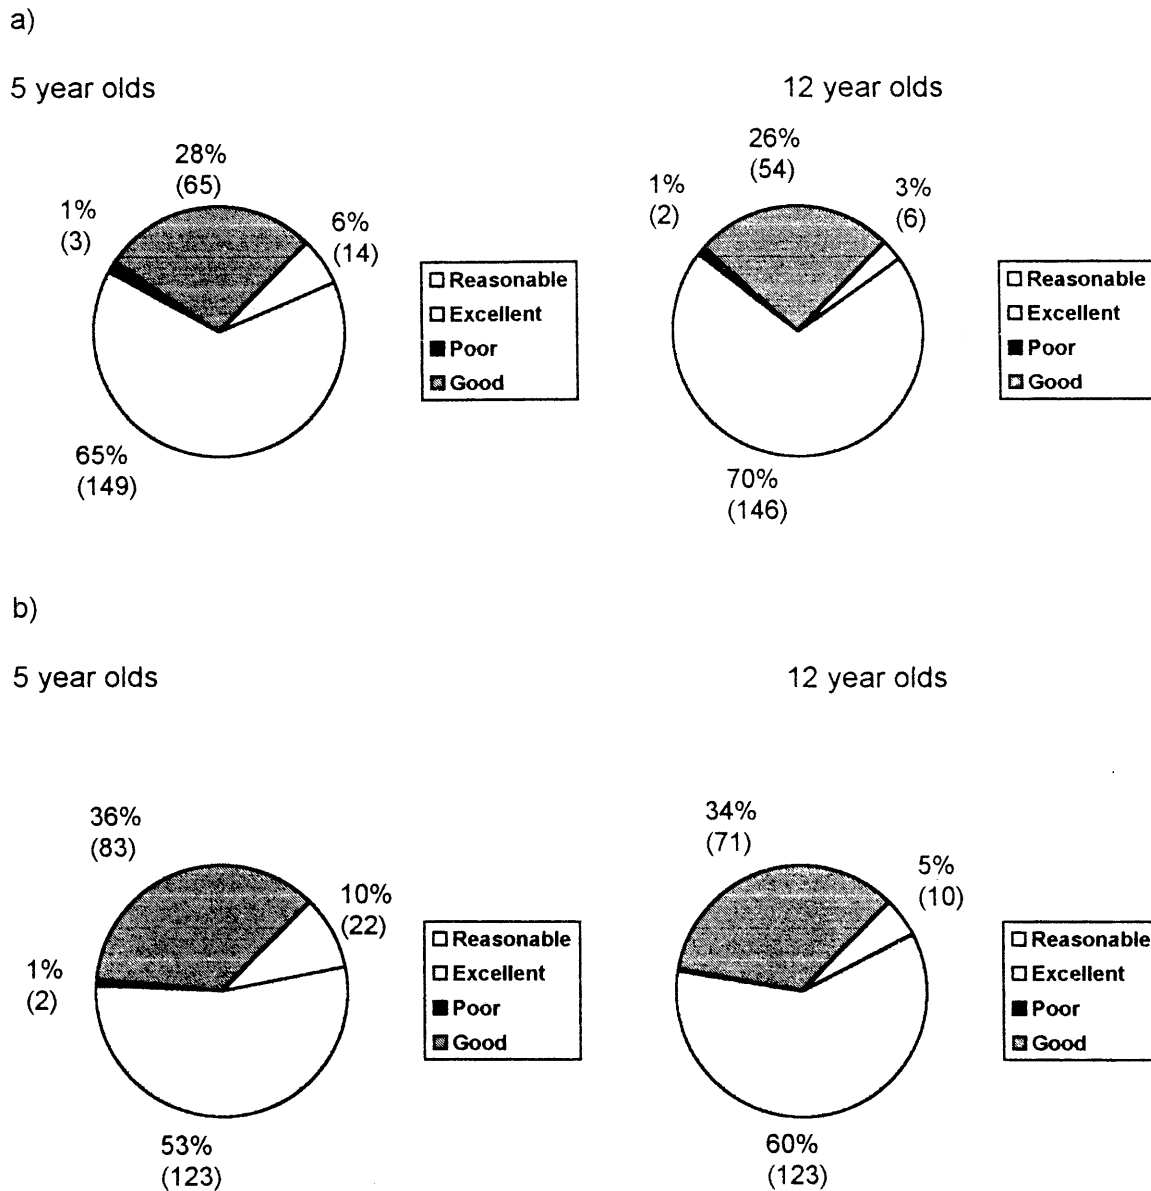 a)
5 year olds
12 year olds
28%
(65)
1%
(3)
6%
(14)
65%
(149)
Reasonable
Excellent
Poor
Good
26%
(54)
1%
(2)
3%
(6)
70%
(146)
Reasonable
Excellent
Poor
Good
b)
5 year olds
12 year olds
36%
(83)
10%
(22)
1%
(2)
53%
(123)
Reasonable
Excellent
Poor
Good
34%
(71)
5%
(10)
60%
(123)
Reasonable
Excellent
Poor
Good